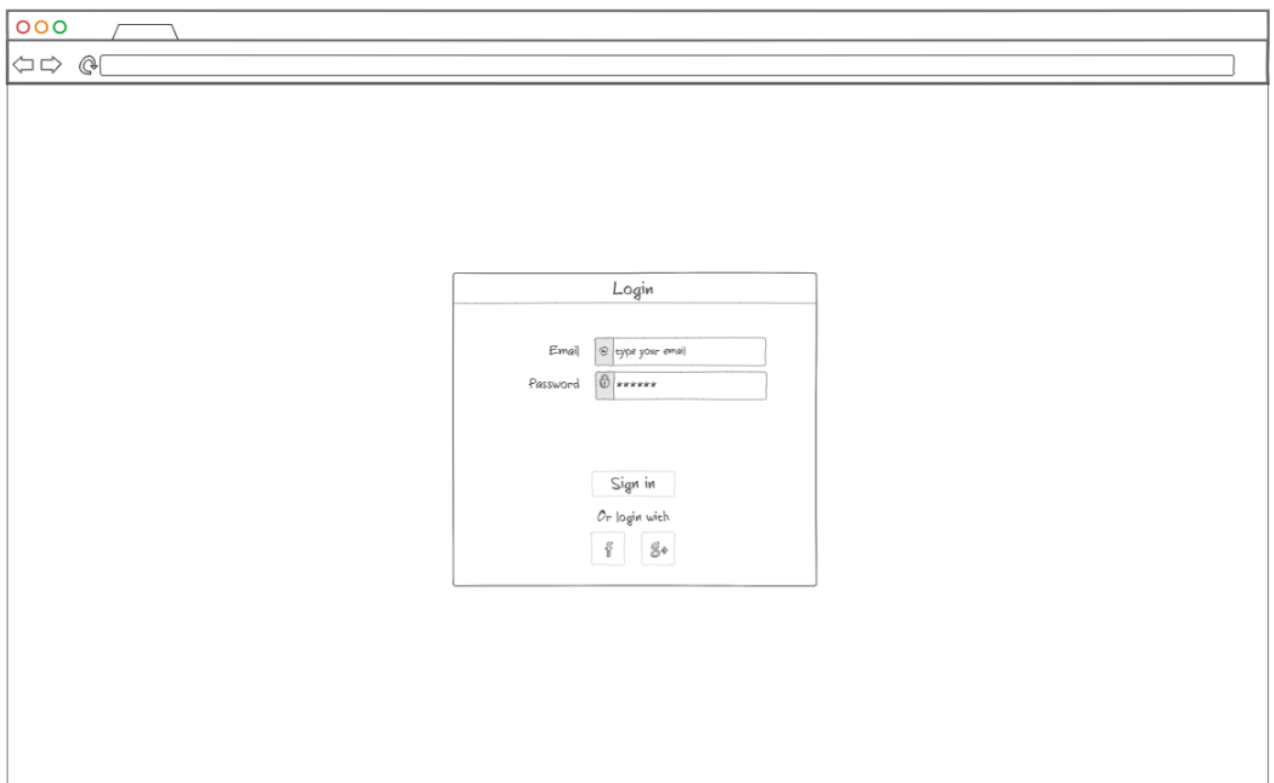 Login
Email
type your email
Password
******
Sign in
Or login with
f
g+